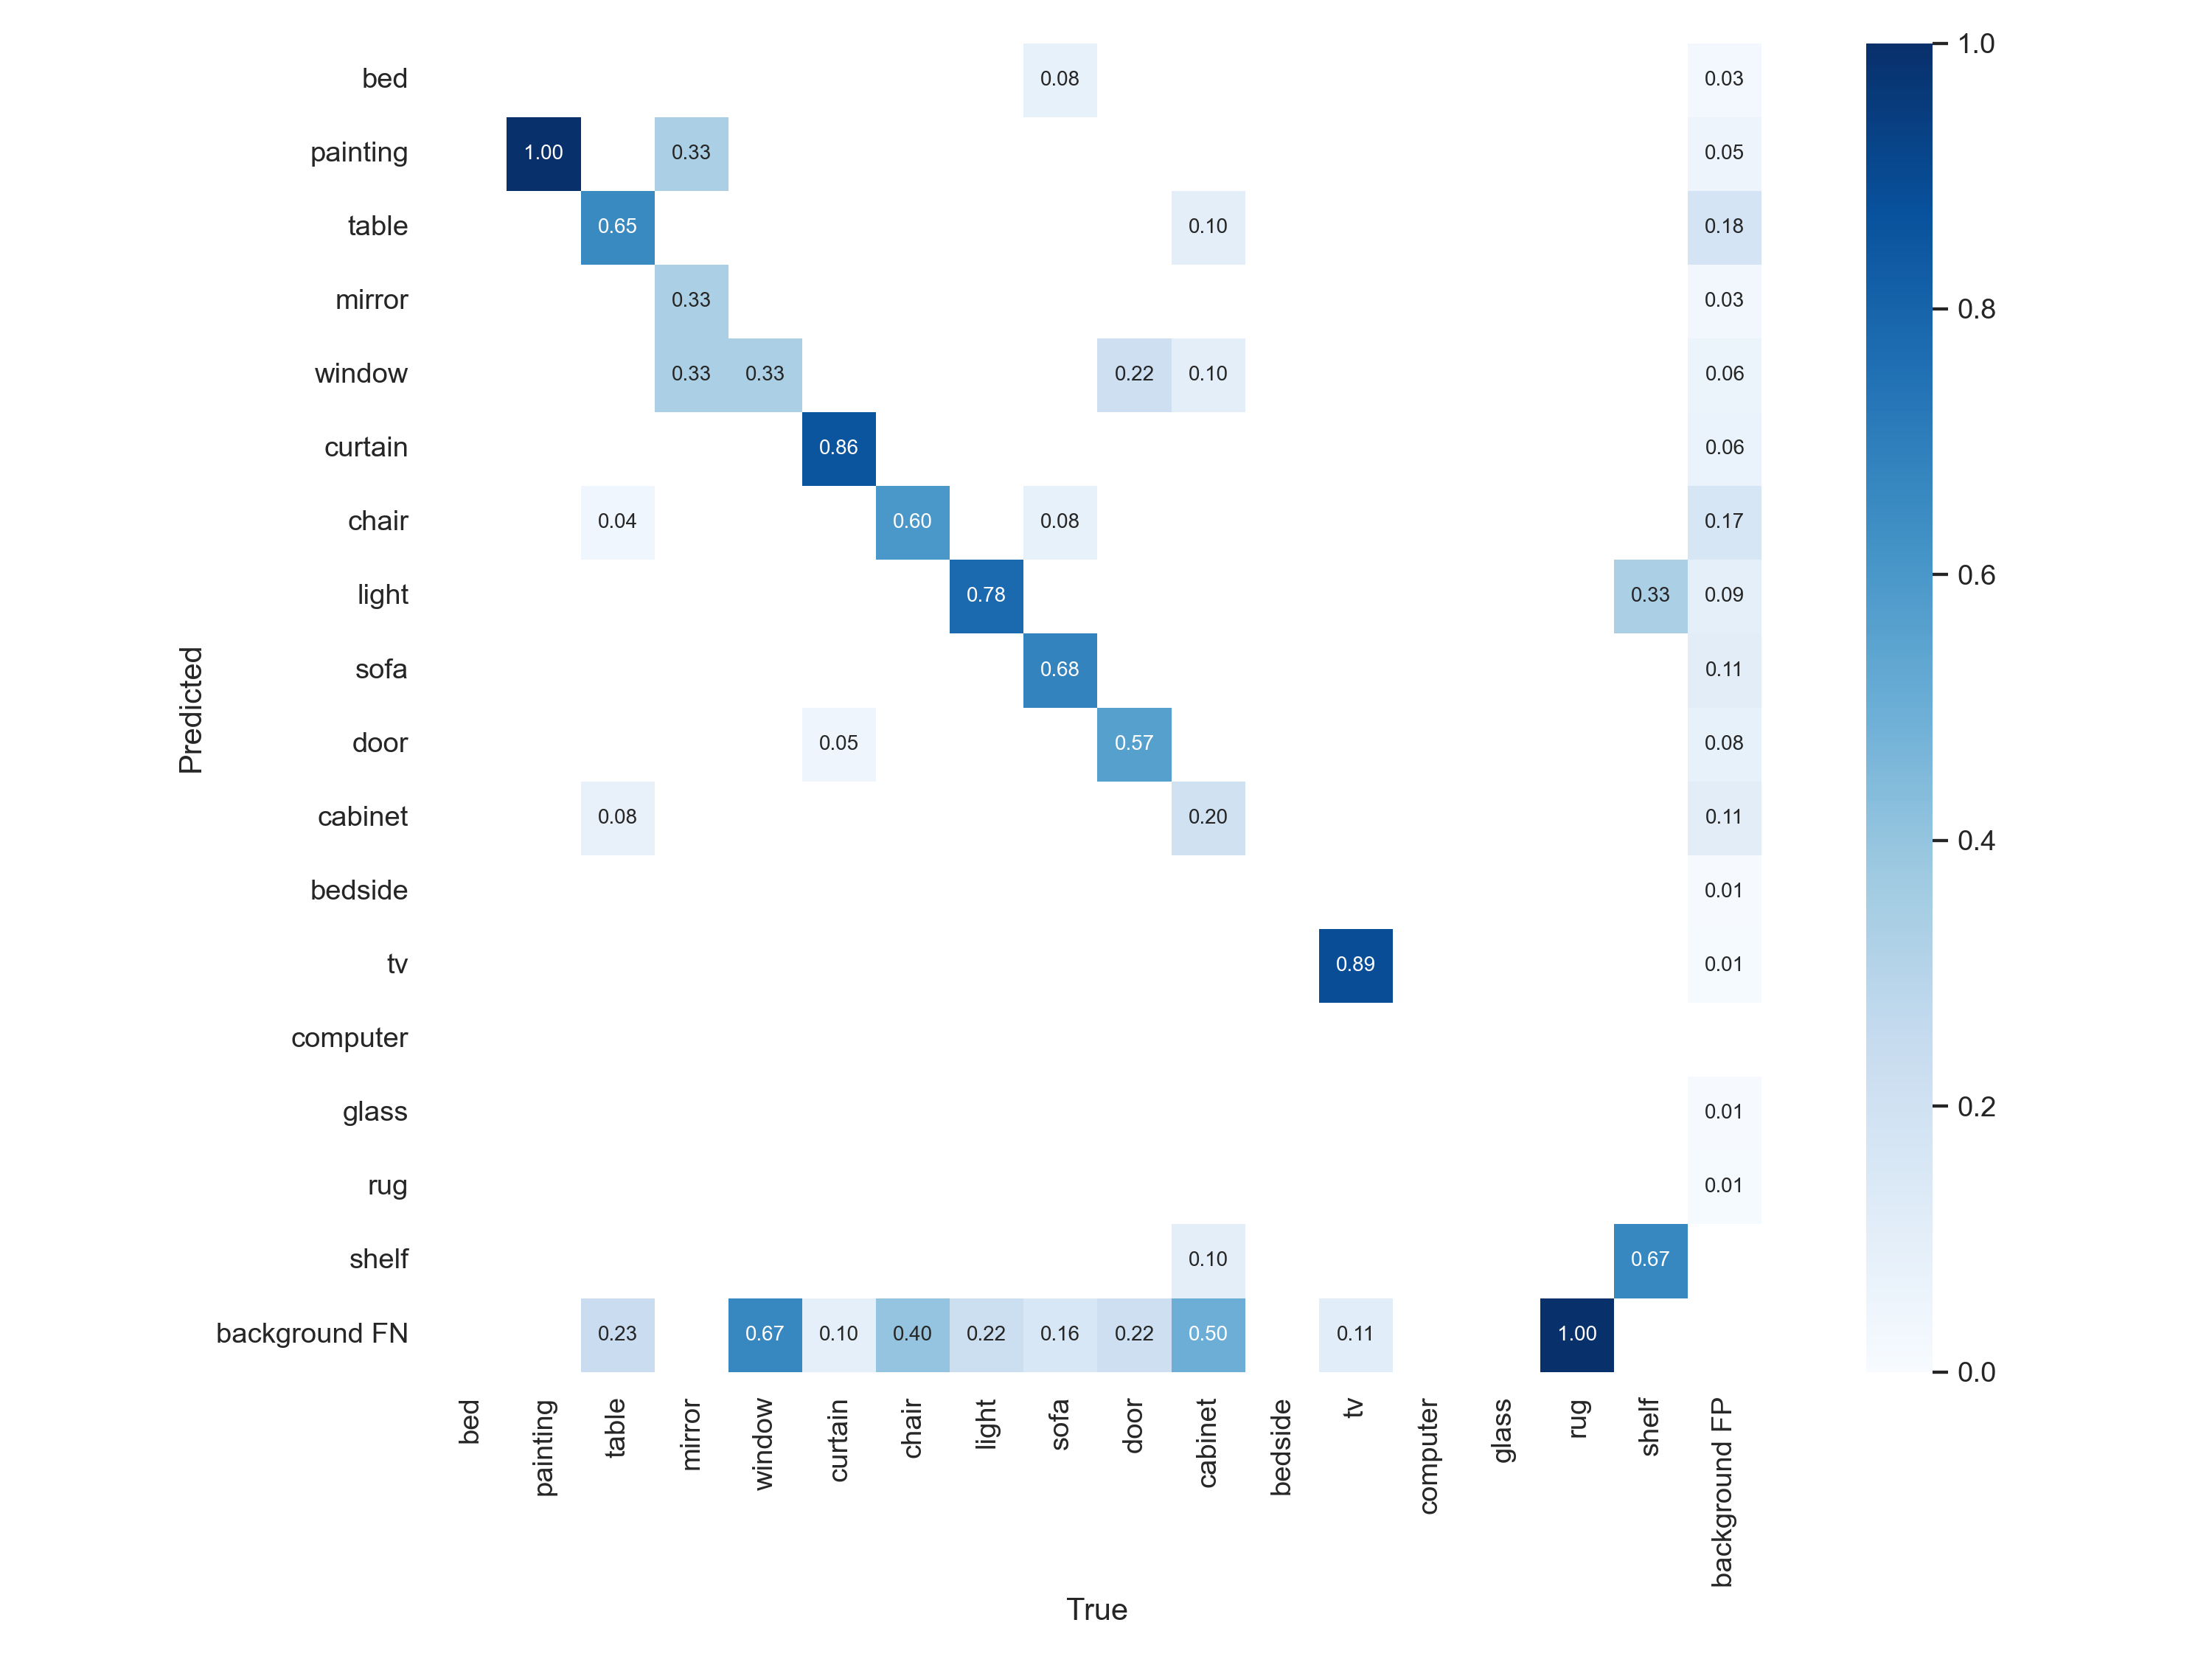 bed 0.08 0.03
painting 1.00 0.33 0.05
table 0.65 0.10 0.18
mirror 0.33 0.03
window 0.33 0.33 0.22 0.10 0.06
curtain 0.86 0.06
chair 0.04 0.60 0.08 0.17
light 0.78 0.33 0.09
sofa 0.68 0.11
door 0.05 0.57 0.08
cabinet 0.08 0.20 0.11
bedside 0.01
tv 0.89 0.01
computer
glass 0.01
rug 0.01
shelf 0.10 0.67
background FN 0.23 0.67 0.10 0.40 0.22 0.16 0.22 0.50 0.11 1.00
Predicted
bed
painting
table
mirror
window
curtain
chair
light
sofa
door
cabinet
bedside
tv
computer
glass
rug
shelf
background FP
True
1.0
0.8
0.6
0.4
0.2
0.0